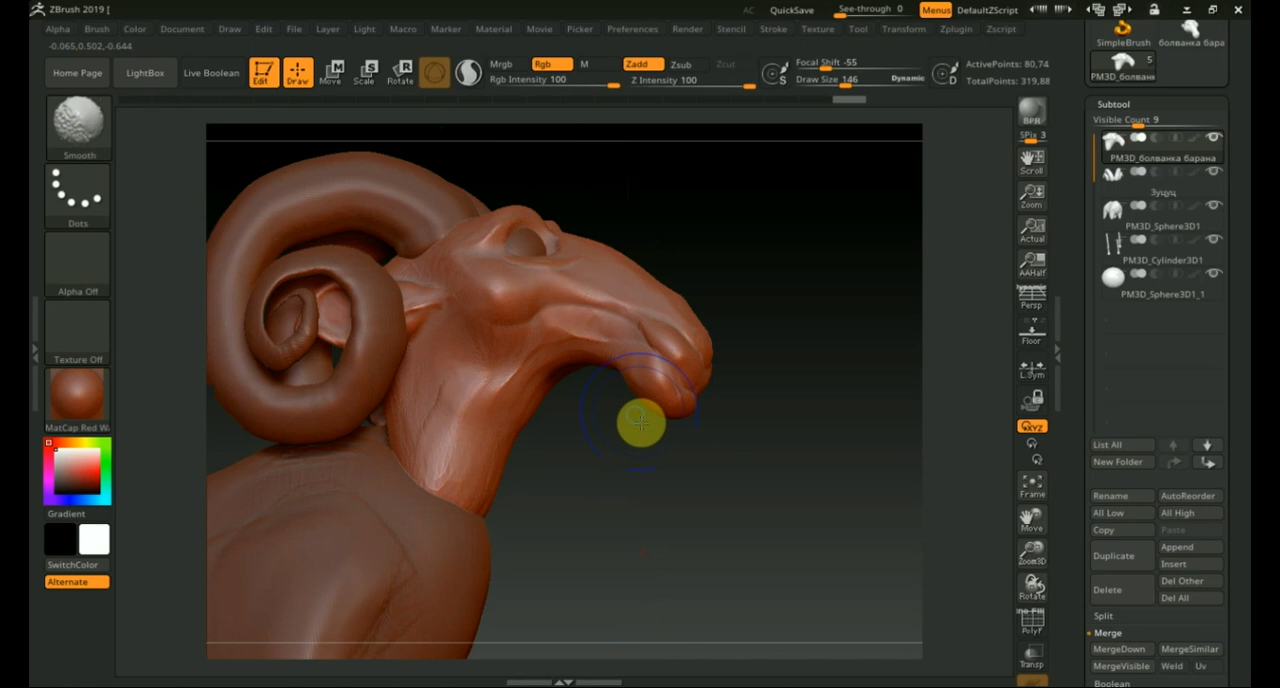 ZBrush 2019 [
AC QuickSave See-through 0 Menus DefaultZScript
Alpha Brush Color Document Draw Edit File Layer Light Macro Marker Material Movie Picker Preferences Render Stencil Stroke Texture Tool Transform Zplugin Zscript
-0.065,0.502,-0.644
Home Page LightBox Live Boolean Edit Draw Move Scale Rotate
Mrgb Rgb M Zadd Zsub Zcut
Rgb Intensity 100 Z Intensity 100
Focal Shift -55
Draw Size 146 Dynamic
ActivePoints: 80,74
TotalPoints: 319,88
Smooth
Dots
Alpha Off
Texture Off
MatCap Red Wa
Gradient
SwitchColor
Alternate
BPR
SPix 3
Scroll
Zoom
Actual
AAHalf
Dynamic
Persp
Floor
L.Sym
XYZ
Frame
Move
Zoom3D
Rotate
PolyF
Transp
SimpleBrush болванка бара
5
PM3D_болванк
Subtool
Visible Count 9
PM3D_болванка барана
3уцуц
PM3D_Sphere3D1
PM3D_Cylinder3D1
PM3D_Sphere3D1_1
List All
New Folder
Rename AutoReorder
All Low All High
Copy Paste
Duplicate Append
Insert
Delete Del Other
Del All
Split
Merge
MergeDown MergeSimilar
MergeVisible Weld Uv
Boolean